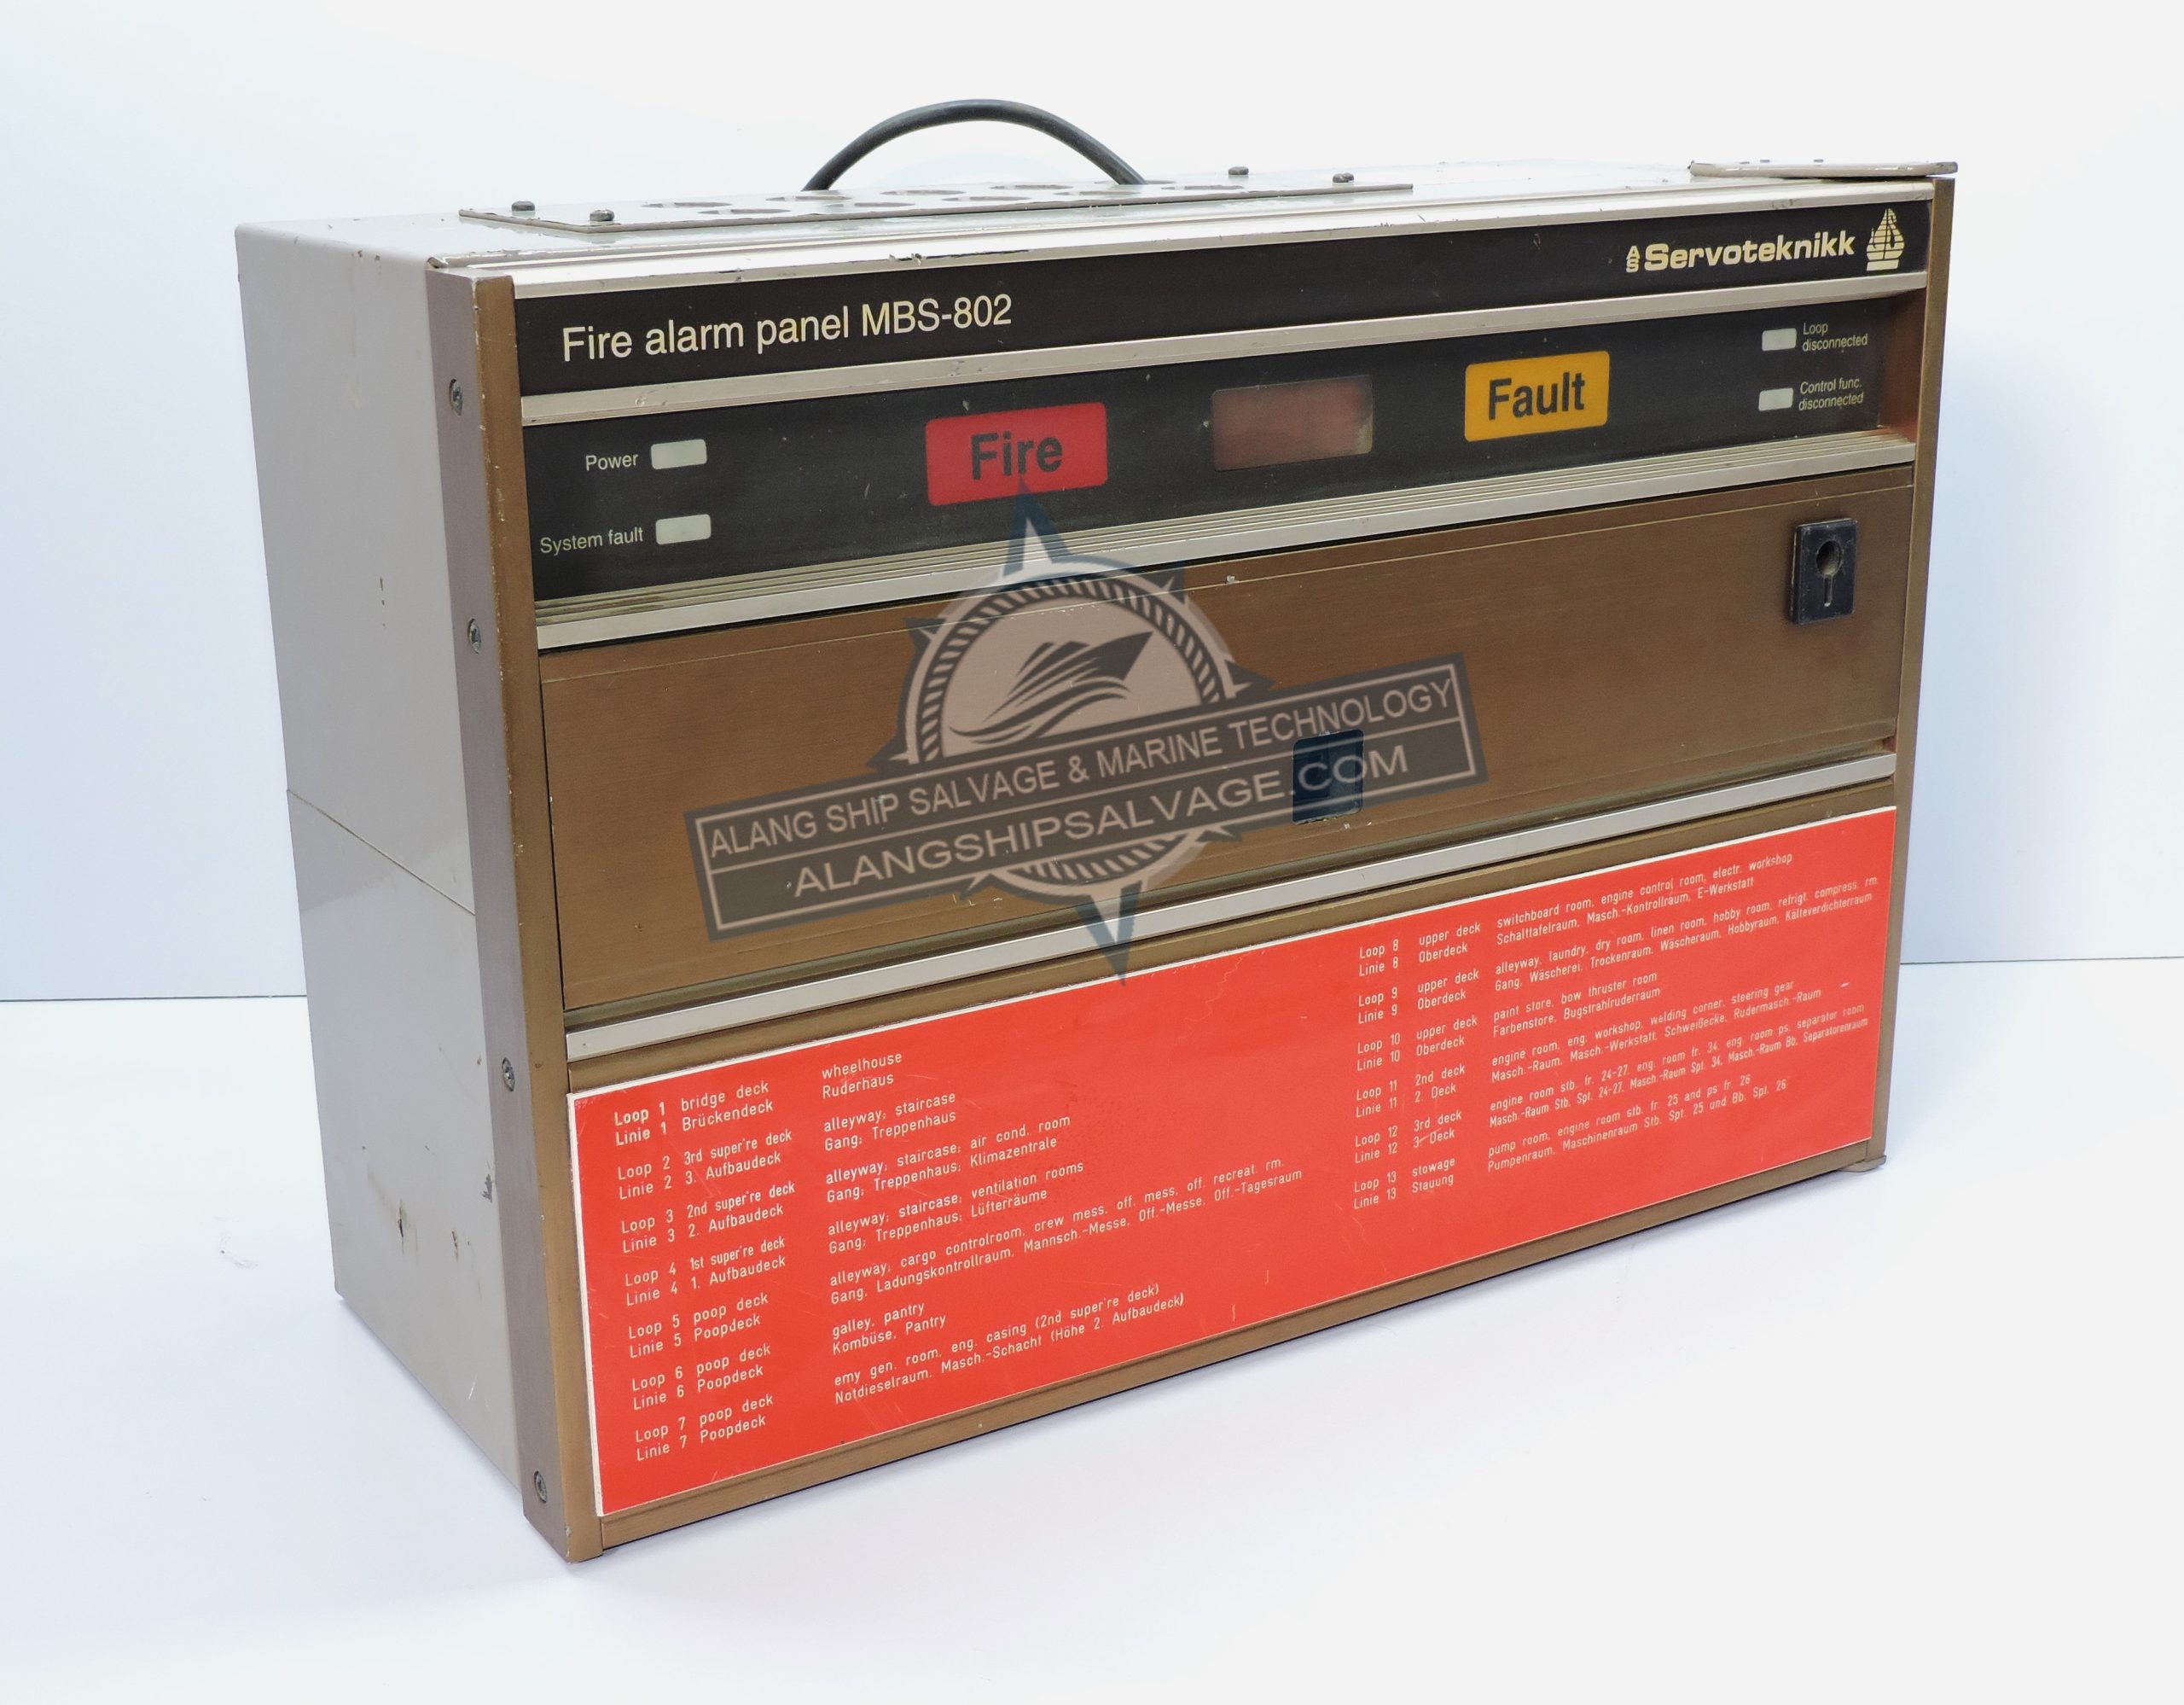 AS Servoteknikk
Fire alarm panel MBS-802
Power
System fault
Fire
Fault
Loop
disconnected
Control func.
disconnected
ALANG SHIP SALVAGE & MARINE TECHNOLOGY
ALANGSHIPSALVAGE.COM
Loop 1 bridge deck wheelhouse
Linie 1 Brückendeck Ruderhaus
Loop 2 3rd super're deck alleyway; staircase
Linie 2 3. Aufbaudeck Gang; Treppenhaus
Loop 3 2nd super're deck alleyway; staircase; air cond. room
Linie 3 2. Aufbaudeck Gang; Treppenhaus; Klimazentrale
Loop 4 1st super're deck alleyway; staircase; ventilation rooms
Linie 4 1. Aufbaudeck Gang; Treppenhaus; Lüfterräume
Loop 5 poop deck alleyway; cargo controlroom, crew mess, off. mess, off. recreat. rm.
Linie 5 Poopdeck Gang, Ladungskontrollraum, Mannsch.-Messe, Off.-Messe, Off.-Tagesraum
Loop 6 poop deck galley, pantry
Linie 6 Poopdeck Kombüse, Pantry
Loop 7 poop deck emy gen. room, eng. casing (2nd super're deck)
Linie 7 Poopdeck Notdieselraum, Masch.-Schacht (Höhe 2. Aufbaudeck)
Loop 8 upper deck switchboard room, engine control room, electr. workshop
Linie 8 Oberdeck Schalttafelraum, Masch.-Kontrollraum, E-Werkstatt
Loop 9 upper deck alleyway, laundry, dry room, linen room, hobby room, refrigt. compress. rm.
Linie 9 Oberdeck Gang, Wäscherei, Trockenraum, Wäscheraum, Hobbyraum, Kälteverdichterraum
Loop 10 upper deck paint store, bow thruster room
Linie 10 Oberdeck Farbenstore, Bugstrahlruderraum
Loop 11 2nd deck engine room, eng. workshop, welding corner, steering gear
Linie 11 2. Deck Masch.-Raum, Masch.-Werkstatt, Schweißecke, Rudermasch.-Raum
Loop 12 3rd deck engine room stb. fr. 24-27, eng. room fr. 34, eng. room ps. separator room
Linie 12 3. Deck Masch.-Raum Stb. Spt. 24-27, Masch.-Raum Spt. 34, Masch.-Raum Bb. Separatorenraum
Loop 13 stowage pump room, engine room stb. fr. 25 and ps fr. 26
Linie 13 Stauung Pumpenraum, Maschinenraum Stb. Spt. 25 und Bb. Spt. 26